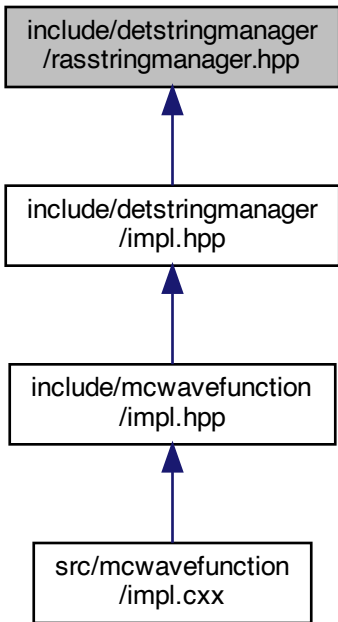 include/detstringmanager
/rasstringmanager.hpp
include/detstringmanager
/impl.hpp
include/mcwavefunction
/impl.hpp
src/mcwavefunction
/impl.cxx